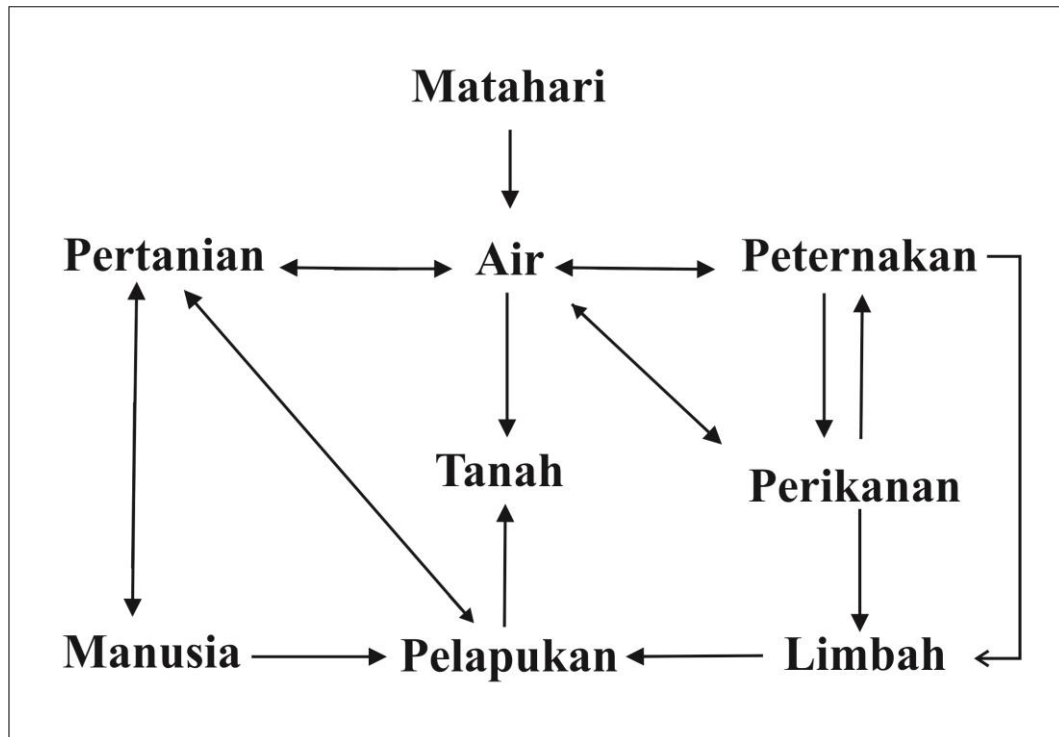 Matahari
Pertanian
Air
Peternakan
Tanah
Perikanan
Manusia
Pelapukan
Limbah